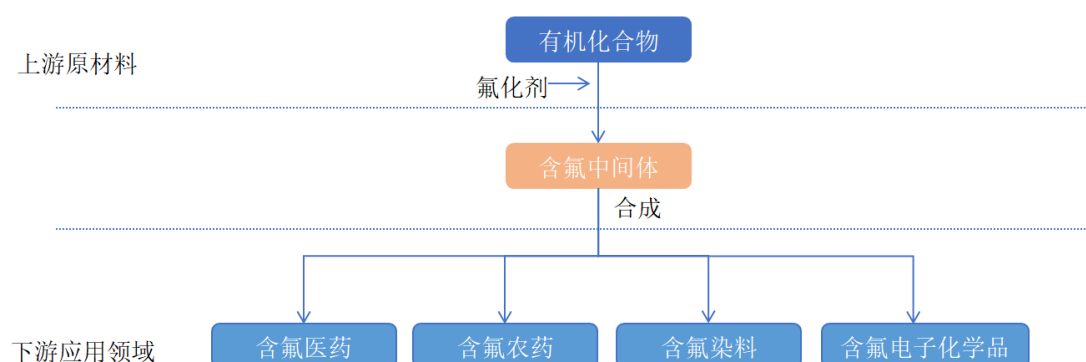 有机化合物
上游原材料
氟化剂
含氟中间体
合成
下游应用领域
含氟医药
含氟农药
含氟染料
含氟电子化学品